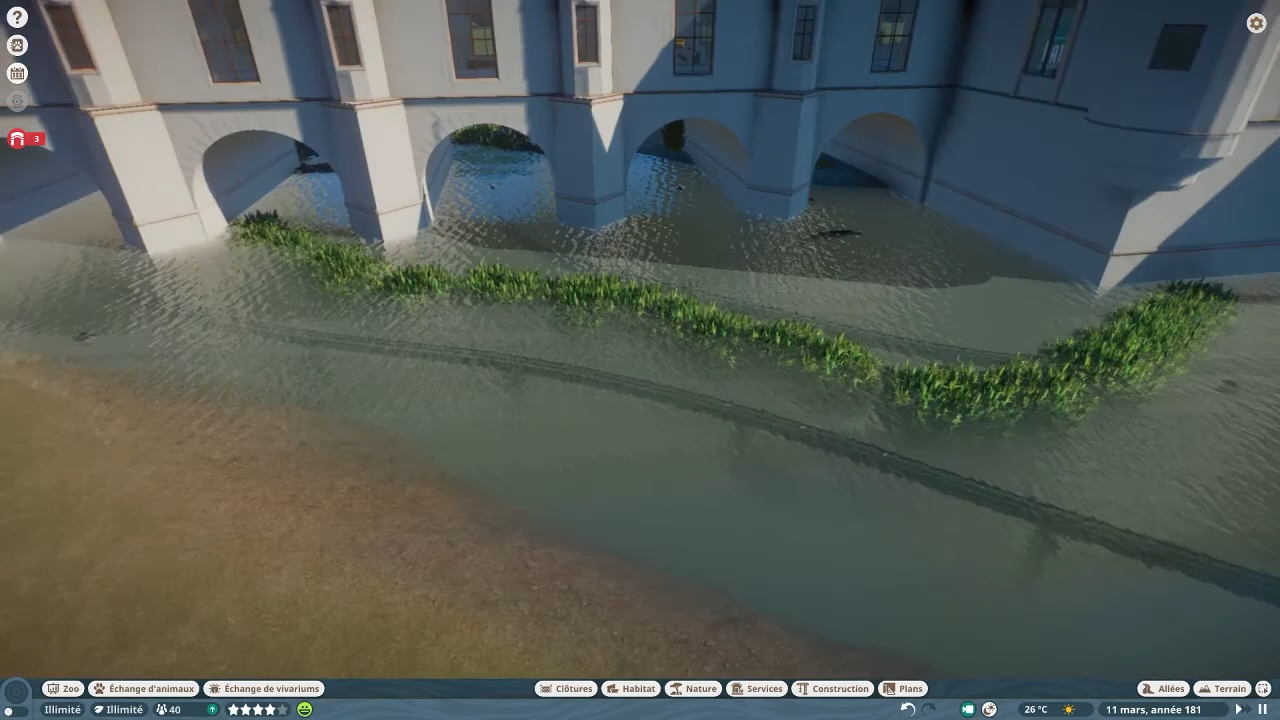 ?
3
Zoo
Échange d'animaux
Échange de vivariums
Clôtures
Habitat
Nature
Services
Construction
Plans
Allées
Terrain
Illimité
Illimité
40
26 °C
11 mars, année 181